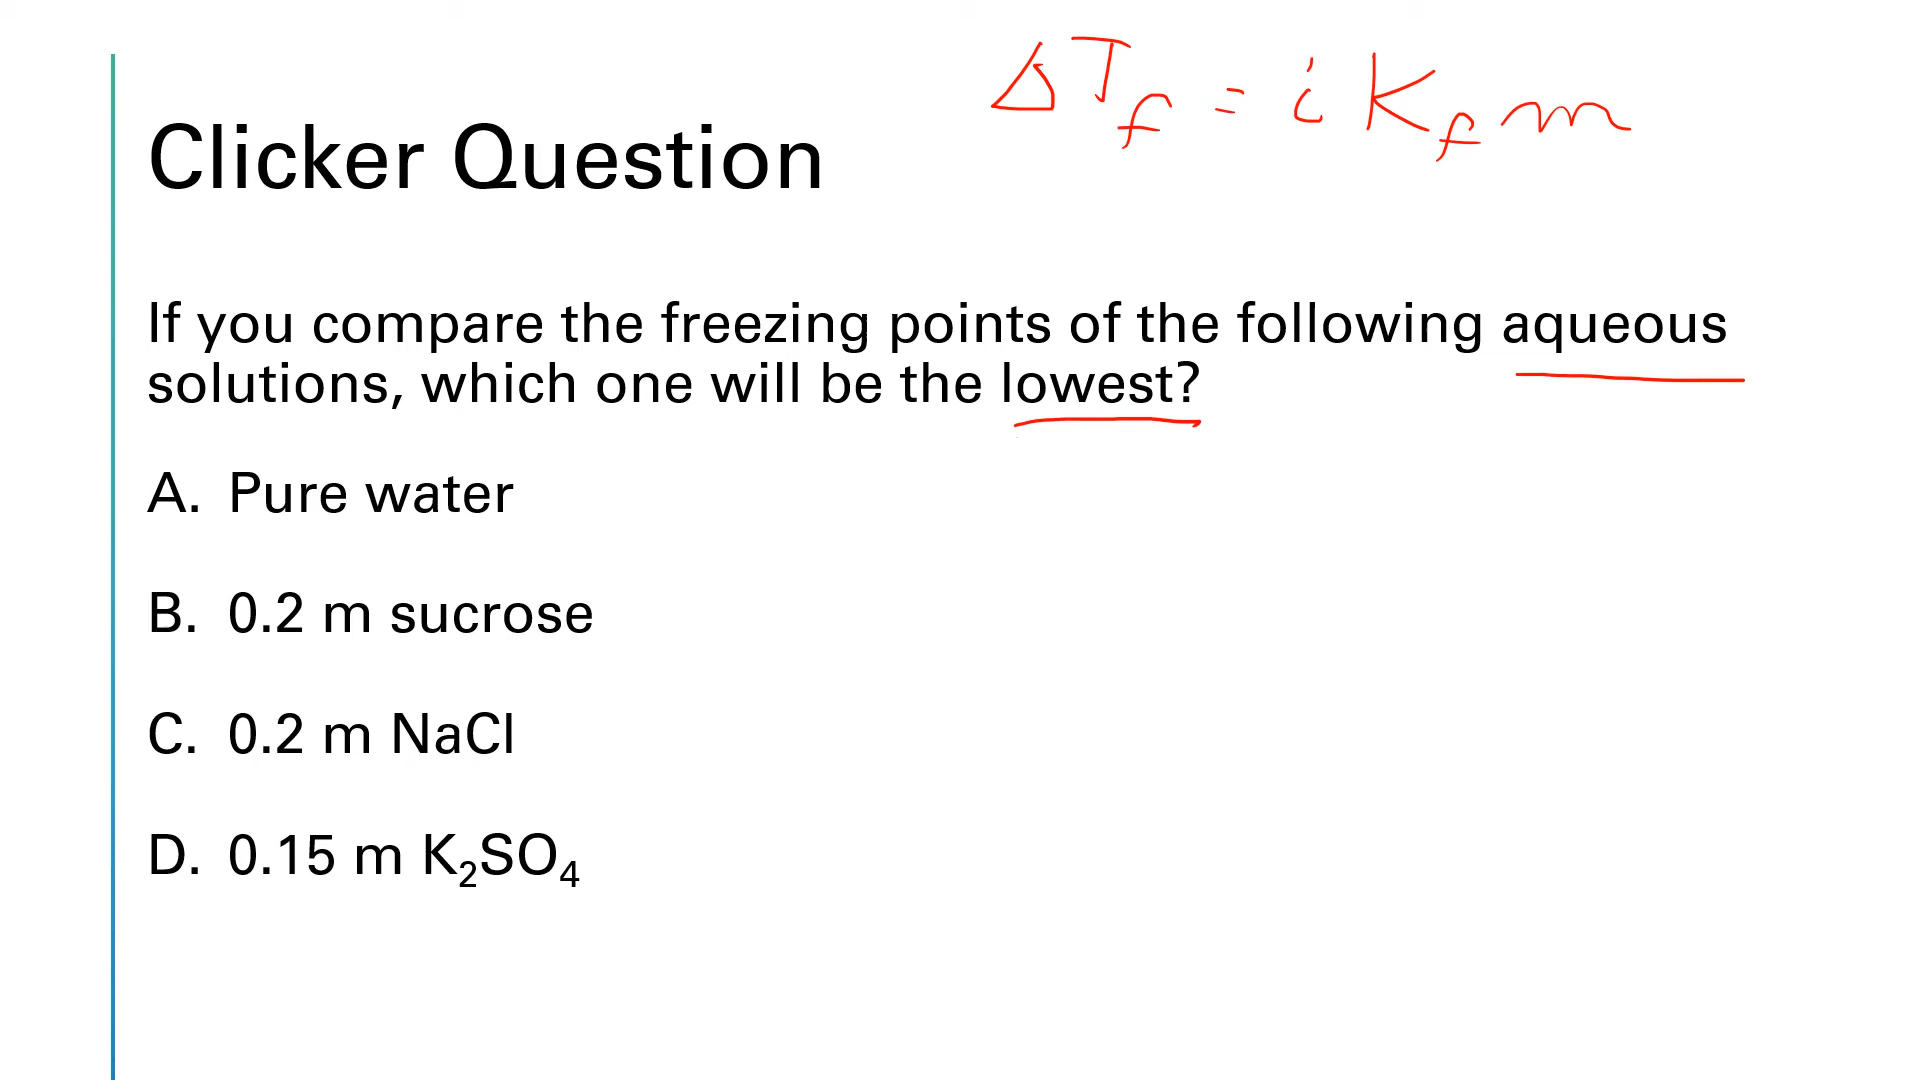 ΔTf = i Kf m
Clicker Question
If you compare the freezing points of the following aqueous
solutions, which one will be the lowest?
A. Pure water
B. 0.2 m sucrose
C. 0.2 m NaCl
D. 0.15 m K₂SO₄